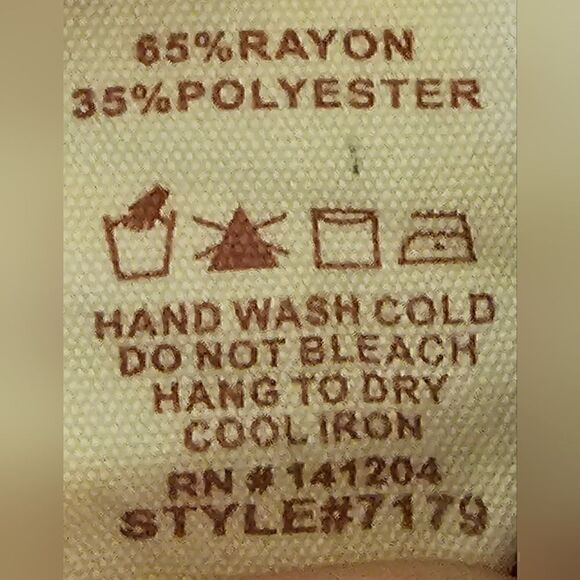 65%RAYON
35%POLYESTER
HAND WASH COLD
DO NOT BLEACH
HANG TO DRY
COOL IRON
RN # 141204
STYLE#7179